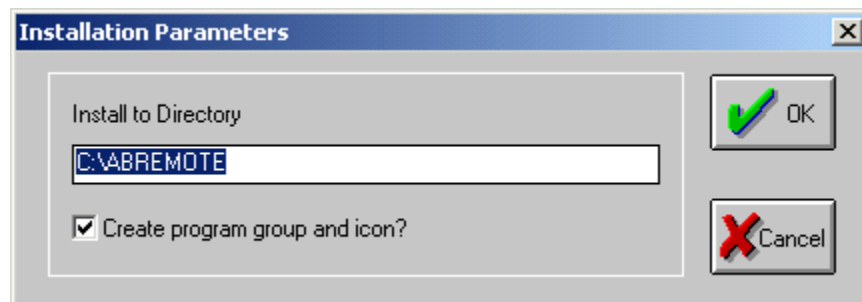 Installation Parameters
Install to Directory
OK
C:\ABREMOTE
Create program group and icon?
Cancel